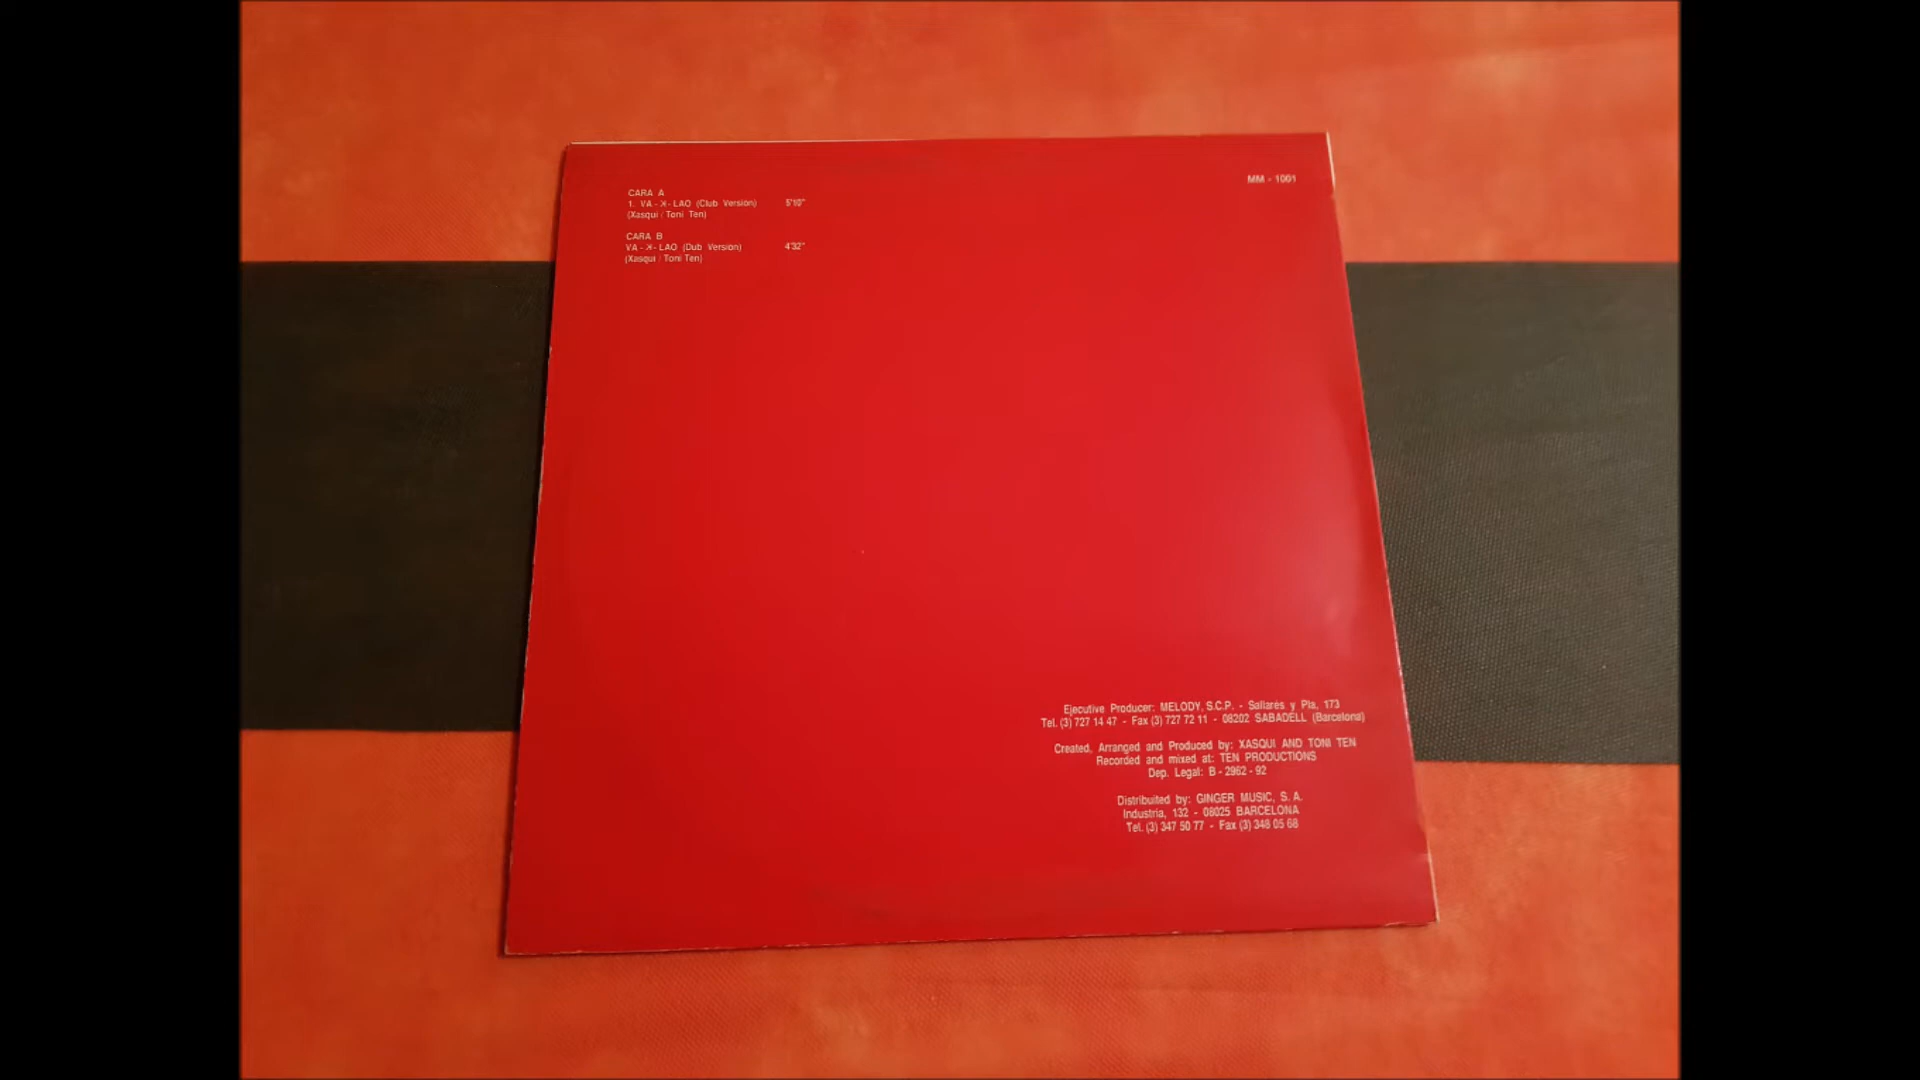 MM - 1001
CARA A
1. VA - Ж - LAO (Club Version) 5'10"
(Xasqui / Toni Ten)
CARA B
VA - Ж - LAO (Dub Version) 4'32"
(Xasqui / Toni Ten)
Ejecutive Producer: MELODY, S.C.P. - Sallarés y Pla, 173
Tel. (3) 727 14 47 - Fax (3) 727 72 11 - 08202 SABADELL (Barcelona)
Created, Arranged and Produced by: XASQUI AND TONI TEN
Recorded and mixed at: TEN PRODUCTIONS
Dep. Legal: B - 2962 - 92
Distribuited by: GINGER MUSIC, S. A.
Industria, 132 - 08025 BARCELONA
Tel. (3) 347 50 77 - Fax (3) 348 05 68